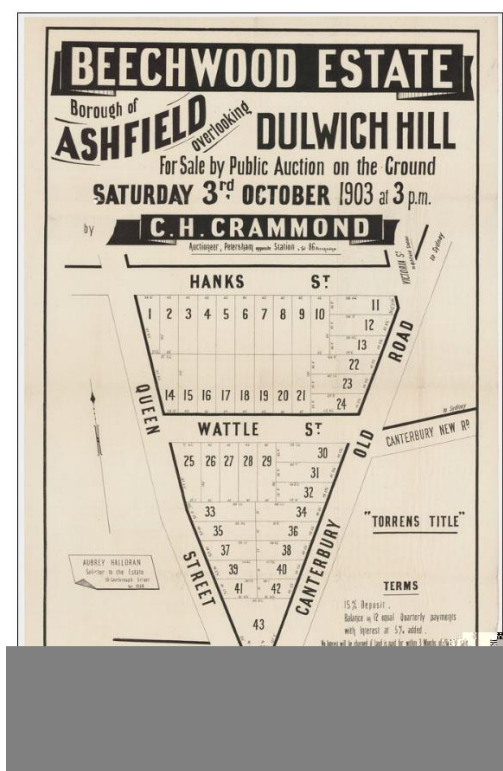 BEECHWOOD ESTATE
Borough of
ASHFIELD overlooking DULWICH HILL
For Sale by Public Auction on the Ground
SATURDAY 3rd OCTOBER 1903 at 3 p.m.
by C.H. CRAMMOND
Auctioneer, Petersham opposite Station
VICTORIA ST
to Sydney
HANKS ST
1 2 3 4 5 6 7 8 9 10 11
12
13
22
23
14 15 16 17 18 19 20 21 24
QUEEN STREET
OLD CANTERBURY ROAD
WATTLE ST
to Sydney
CANTERBURY NEW RD
25 26 27 28 29 30
31
32
33 34
35 36
37 38
39 40
41 42
43
"TORRENS TITLE"
AUBREY HALLORAN
Solicitor to the Estate
TERMS
15% Deposit.
Balance in 12 equal Quarterly payments
with interest at 5% added.